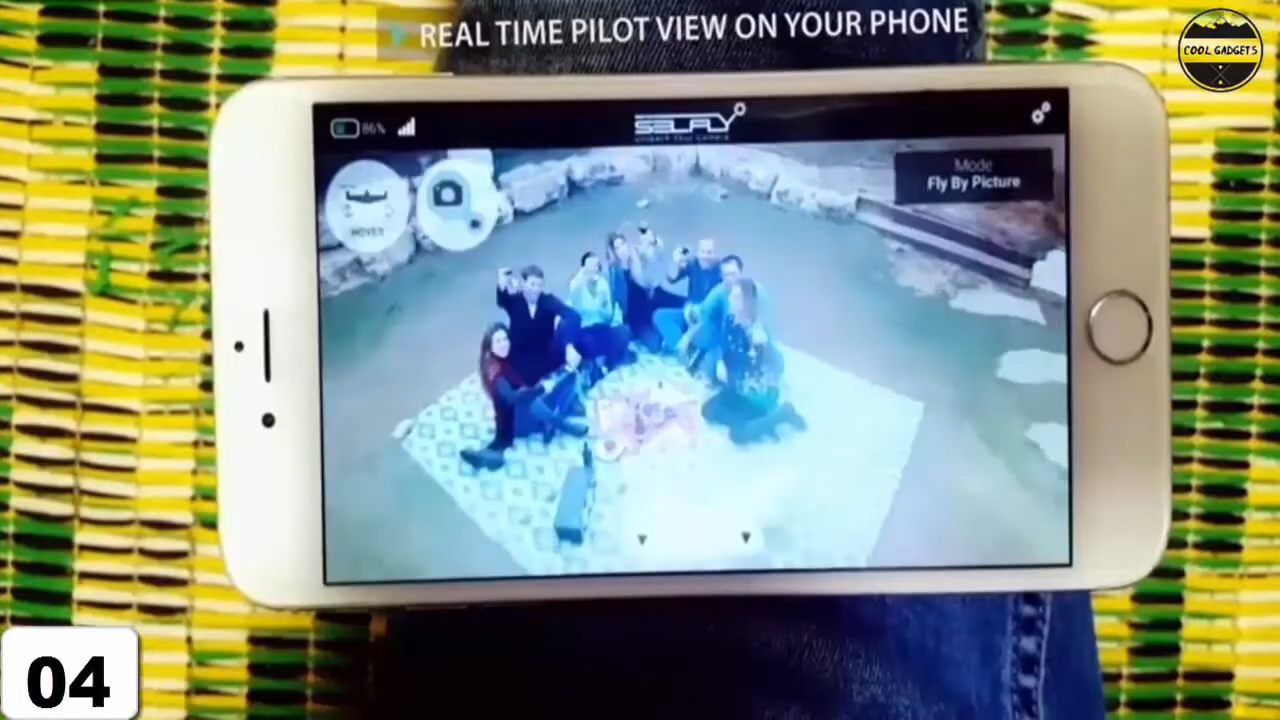 REAL TIME PILOT VIEW ON YOUR PHONE
COOL GADGETS
86%
SELFLY
Mode
Fly By Picture
HOVER
04